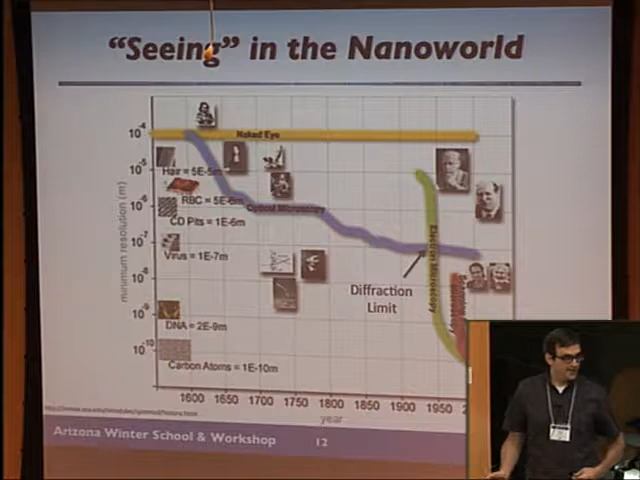 “Seeing” in the Nanoworld
Naked Eye
10⁻⁴
10⁻⁵
Hair = 5E-5m
RBC = 5E-6m
10⁻⁶
Optical Microscopy
CD Pits = 1E-6m
10⁻⁷
Virus = 1E-7m
10⁻⁸
Diffraction
Limit
Electron Microscopy
10⁻⁹
DNA = 2E-9m
10⁻¹⁰
Carbon Atoms = 1E-10m
minimum resolution (m)
1600 1650 1700 1750 1800 1850 1900 1950
year
Arizona Winter School & Workshop 12